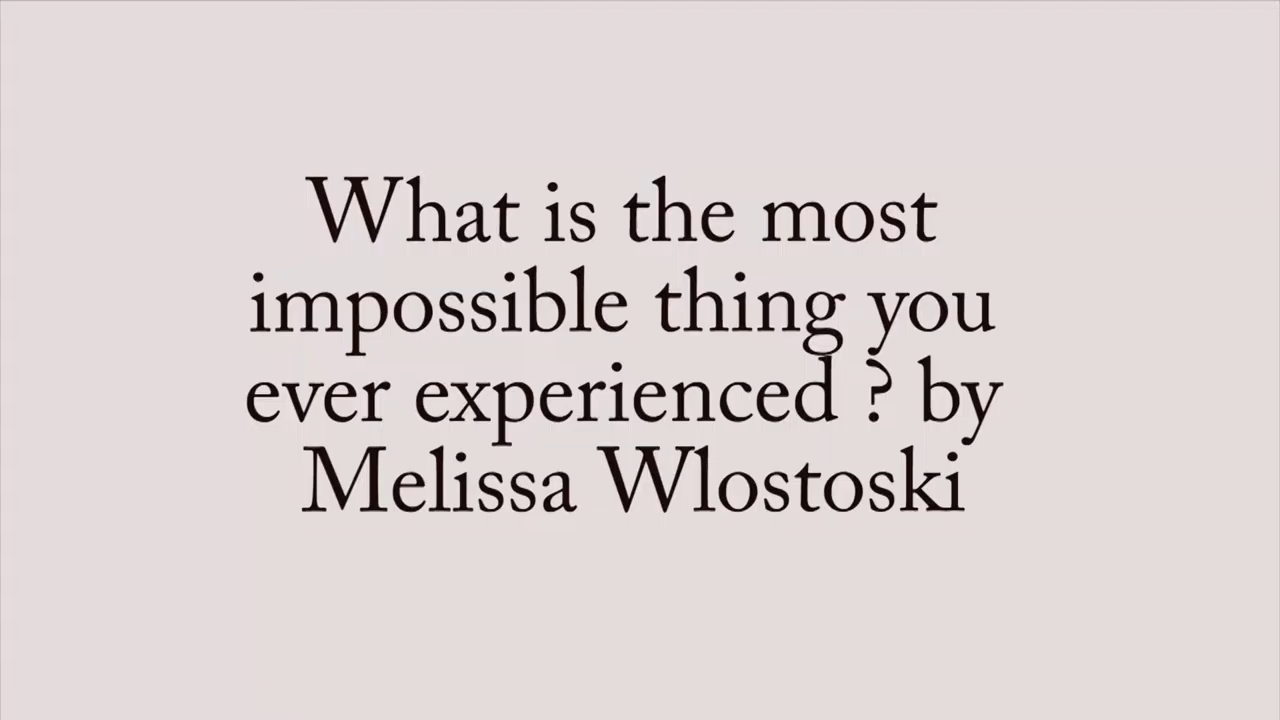 What is the most
impossible thing you
ever experienced ? by
Melissa Wlostoski